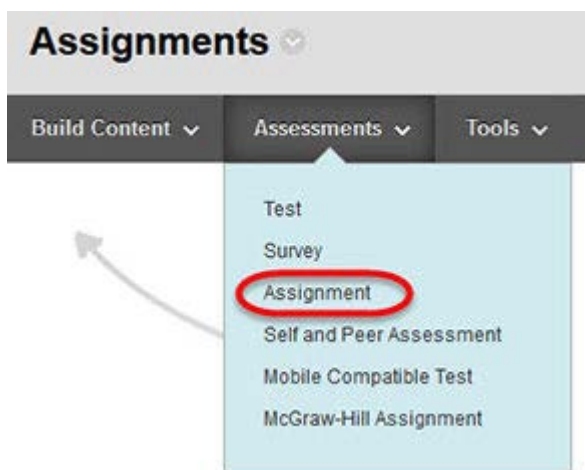 Assignments
Build Content Assessments Tools
Test
Survey
Assignment
Self and Peer Assessment
Mobile Compatible Test
McGraw-Hill Assignment